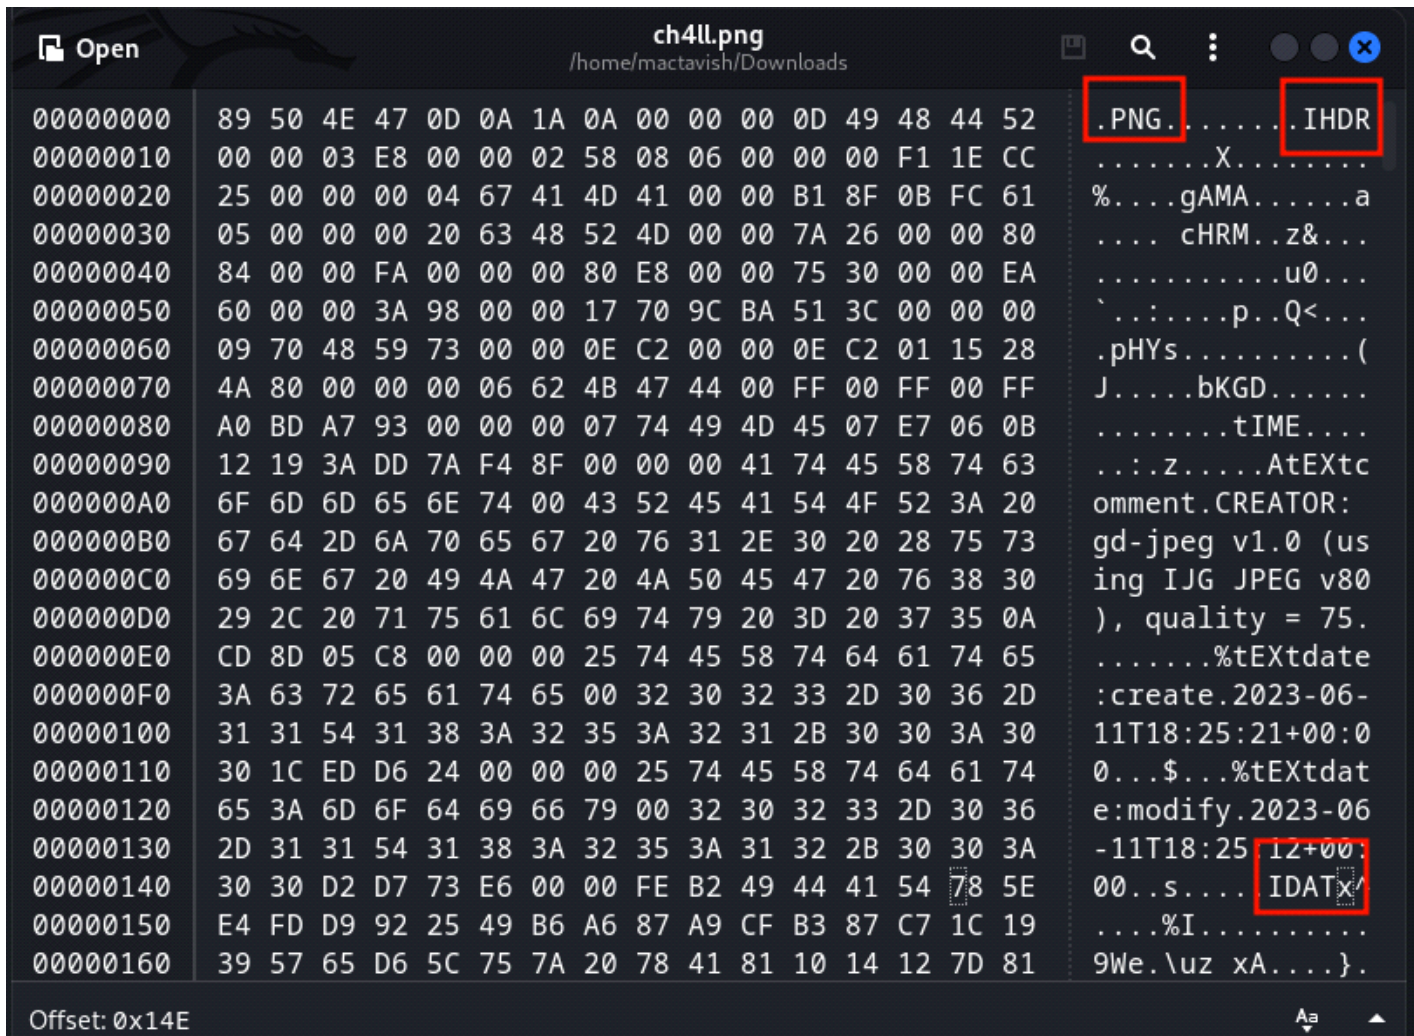 Open
ch4ll.png
/home/mactavish/Downloads
00000000 89 50 4E 47 0D 0A 1A 0A 00 00 00 0D 49 48 44 52 .PNG........IHDR
00000010 00 00 03 E8 00 00 02 58 08 06 00 00 00 F1 1E CC .......X........
00000020 25 00 00 00 04 67 41 4D 41 00 00 B1 8F 0B FC 61 %....gAMA......a
00000030 05 00 00 00 20 63 48 52 4D 00 00 7A 26 00 00 80 .... cHRM..z&...
00000040 84 00 00 FA 00 00 00 80 E8 00 00 75 30 00 00 EA ...........u0...
00000050 60 00 00 3A 98 00 00 17 70 9C BA 51 3C 00 00 00 `..:....p..Q<...
00000060 09 70 48 59 73 00 00 0E C2 00 00 0E C2 01 15 28 .pHYs..........(
00000070 4A 80 00 00 00 06 62 4B 47 44 00 FF 00 FF 00 FF J.....bKGD......
00000080 A0 BD A7 93 00 00 00 07 74 49 4D 45 07 E7 06 0B ........tIME....
00000090 12 19 3A DD 7A F4 8F 00 00 00 41 74 45 58 74 63 ..:.z.....AtEXtc
000000A0 6F 6D 6D 65 6E 74 00 43 52 45 41 54 4F 52 3A 20 omment.CREATOR:
000000B0 67 64 2D 6A 70 65 67 20 76 31 2E 30 20 28 75 73 gd-jpeg v1.0 (us
000000C0 69 6E 67 20 49 4A 47 20 4A 50 45 47 20 76 38 30 ing IJG JPEG v80
000000D0 29 2C 20 71 75 61 6C 69 74 79 20 3D 20 37 35 0A ), quality = 75.
000000E0 CD 8D 05 C8 00 00 00 25 74 45 58 74 64 61 74 65 .......%tEXtdate
000000F0 3A 63 72 65 61 74 65 00 32 30 32 33 2D 30 36 2D :create.2023-06-
00000100 31 31 54 31 38 3A 32 35 3A 32 31 2B 30 30 3A 30 11T18:25:21+00:0
00000110 30 1C ED D6 24 00 00 00 25 74 45 58 74 64 61 74 0...$...%tEXtdat
00000120 65 3A 6D 6F 64 69 66 79 00 32 30 32 33 2D 30 36 e:modify.2023-06
00000130 2D 31 31 54 31 38 3A 32 35 3A 31 32 2B 30 30 3A -11T18:25:12+00:
00000140 30 30 D2 D7 73 E6 00 00 FE B2 49 44 41 54 78 5E 00..s.....IDATx^
00000150 E4 FD D9 92 25 49 B6 A6 87 A9 CF B3 87 C7 1C 19 ....%I..........
00000160 39 57 65 D6 5C 75 7A 20 78 41 81 10 14 12 7D 81 9We.\uz xA....}.
Offset: 0x14E
Aa